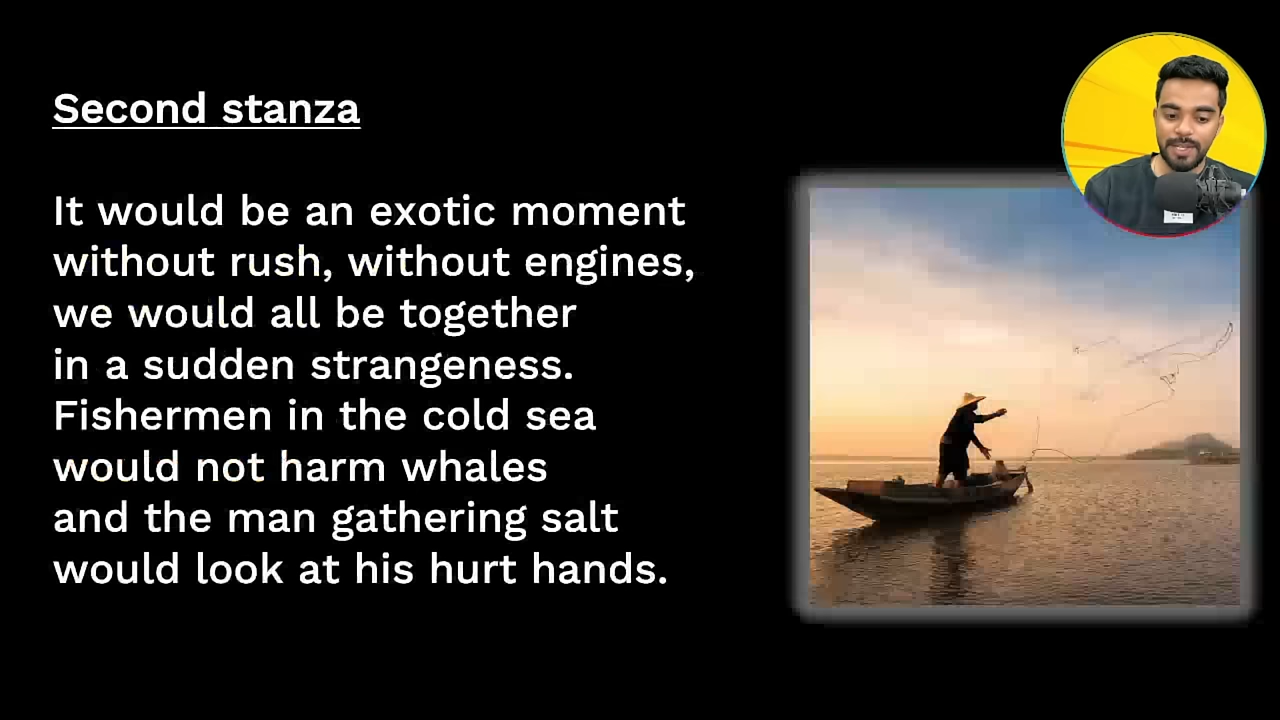 Second stanza
It would be an exotic moment
without rush, without engines,
we would all be together
in a sudden strangeness.
Fishermen in the cold sea
would not harm whales
and the man gathering salt
would look at his hurt hands.